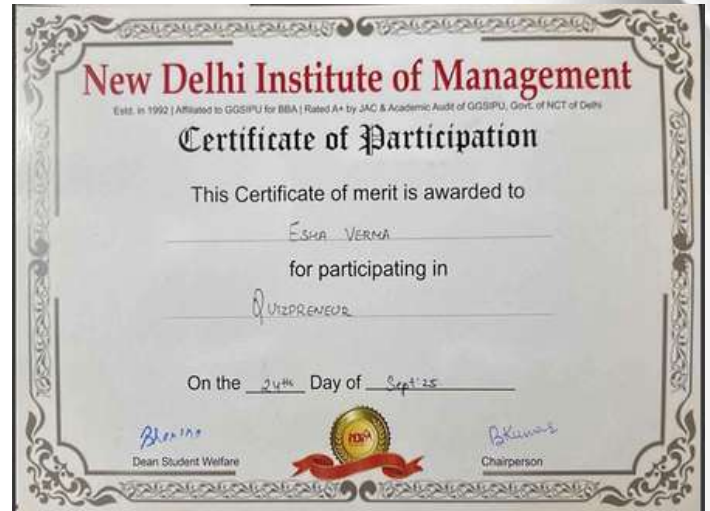 New Delhi Institute of Management
Estd. in 1992 | Affiliated to GGSIPU for BBA | Rated A+ by JAC & Academic Audit of GGSIPU, Govt. of NCT of Delhi
Certificate of Participation
This Certificate of merit is awarded to
ESHA VERMA
for participating in
QUIZPRENEUR
On the 24th Day of Sept'25
Dean Student Welfare
Chairperson